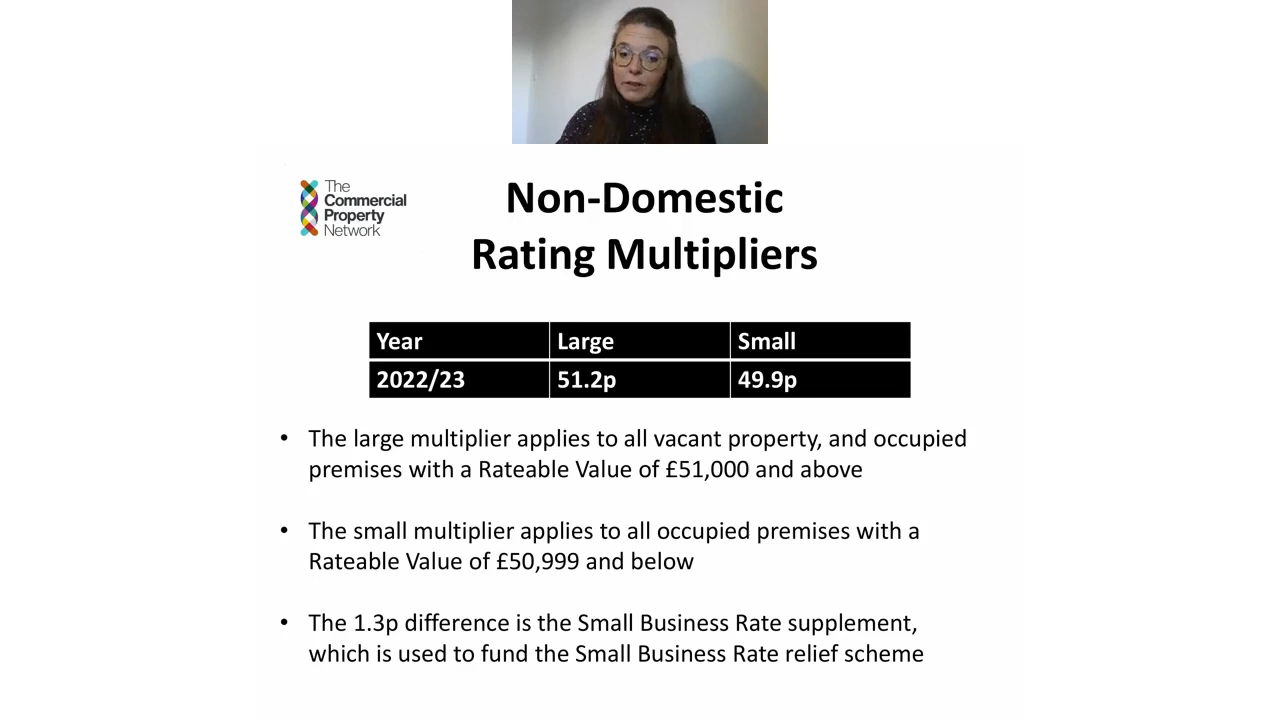 The
Commercial
Property
Network
Non-Domestic
Rating Multipliers
Year Large Small
2022/23 51.2p 49.9p
• The large multiplier applies to all vacant property, and occupied
premises with a Rateable Value of £51,000 and above
• The small multiplier applies to all occupied premises with a
Rateable Value of £50,999 and below
• The 1.3p difference is the Small Business Rate supplement,
which is used to fund the Small Business Rate relief scheme